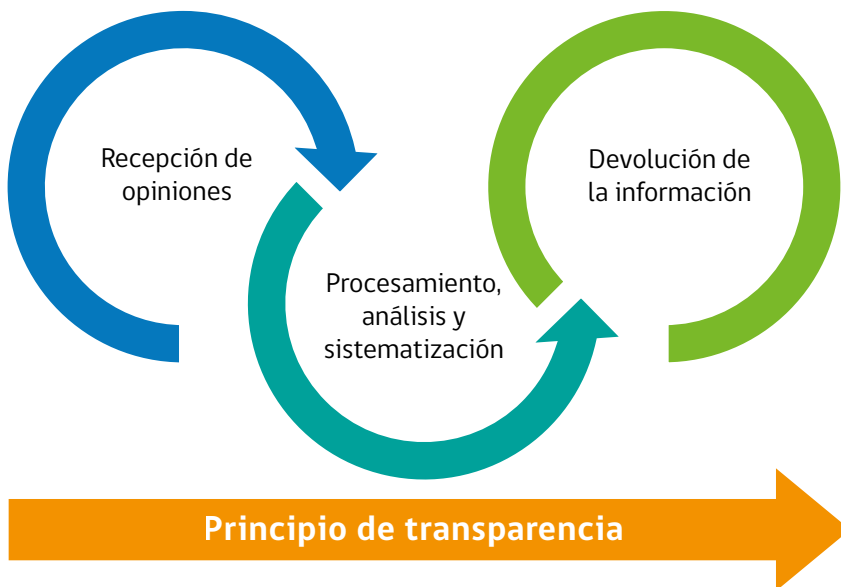 Recepción de
opiniones
Procesamiento,
análisis y
sistematización
Devolución de
la información
Principio de transparencia